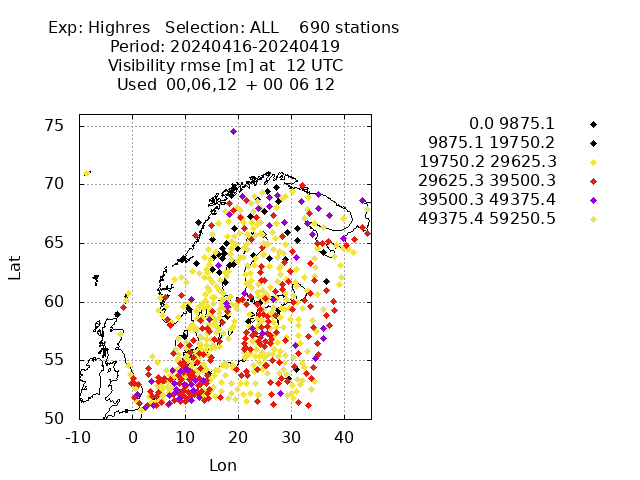 Exp: Highres   Selection: ALL    690 stations
Period: 20240416-20240419
Visibility rmse [m] at  12 UTC
Used  00,06,12  + 00 06 12
0.0 9875.1
9875.1 19750.2
19750.2 29625.3
29625.3 39500.3
39500.3 49375.4
49375.4 59250.5
75
70
65
60
55
50
Lat
-10 0 10 20 30 40
Lon